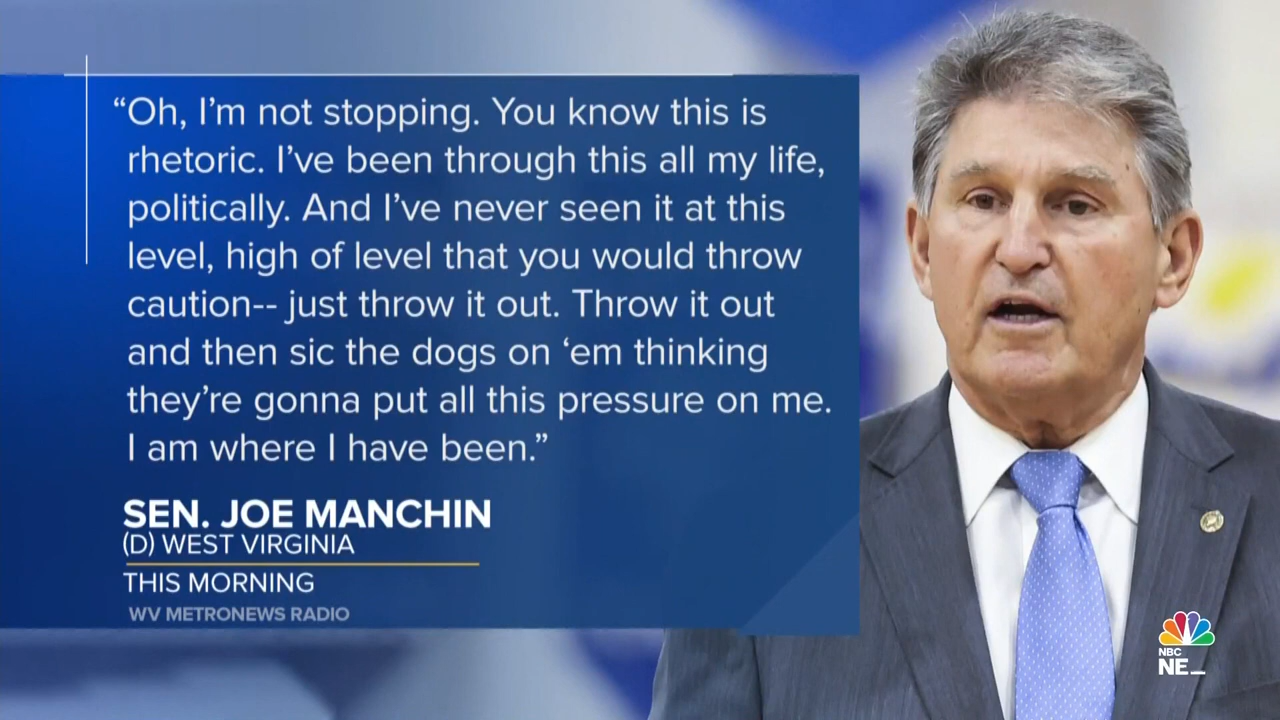 “Oh, I’m not stopping. You know this is
rhetoric. I’ve been through this all my life,
politically. And I’ve never seen it at this
level, high of level that you would throw
caution-- just throw it out. Throw it out
and then sic the dogs on ‘em thinking
they’re gonna put all this pressure on me.
I am where I have been.”
SEN. JOE MANCHIN
(D) WEST VIRGINIA
THIS MORNING
WV METRONEWS RADIO
NBC
NE_